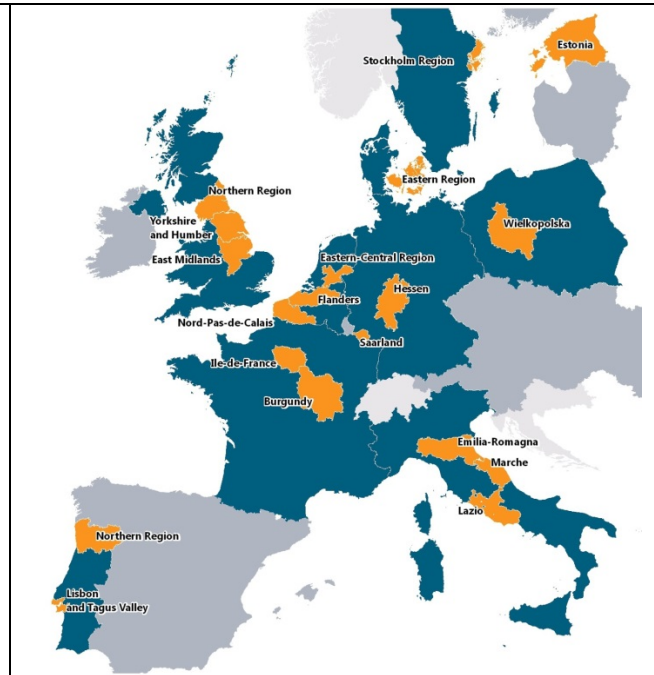 Estonia
Stockholm Region
Eastern Region
Northern Region
Yorkshire
and Humber
Wielkopolska
East Midlands
Eastern-Central Region
Hessen
Flanders
Nord-Pas-de-Calais
Saarland
Ile-de-France
Burgundy
Emilia-Romagna
Marche
Lazio
Northern Region
Lisbon
and Tagus Valley